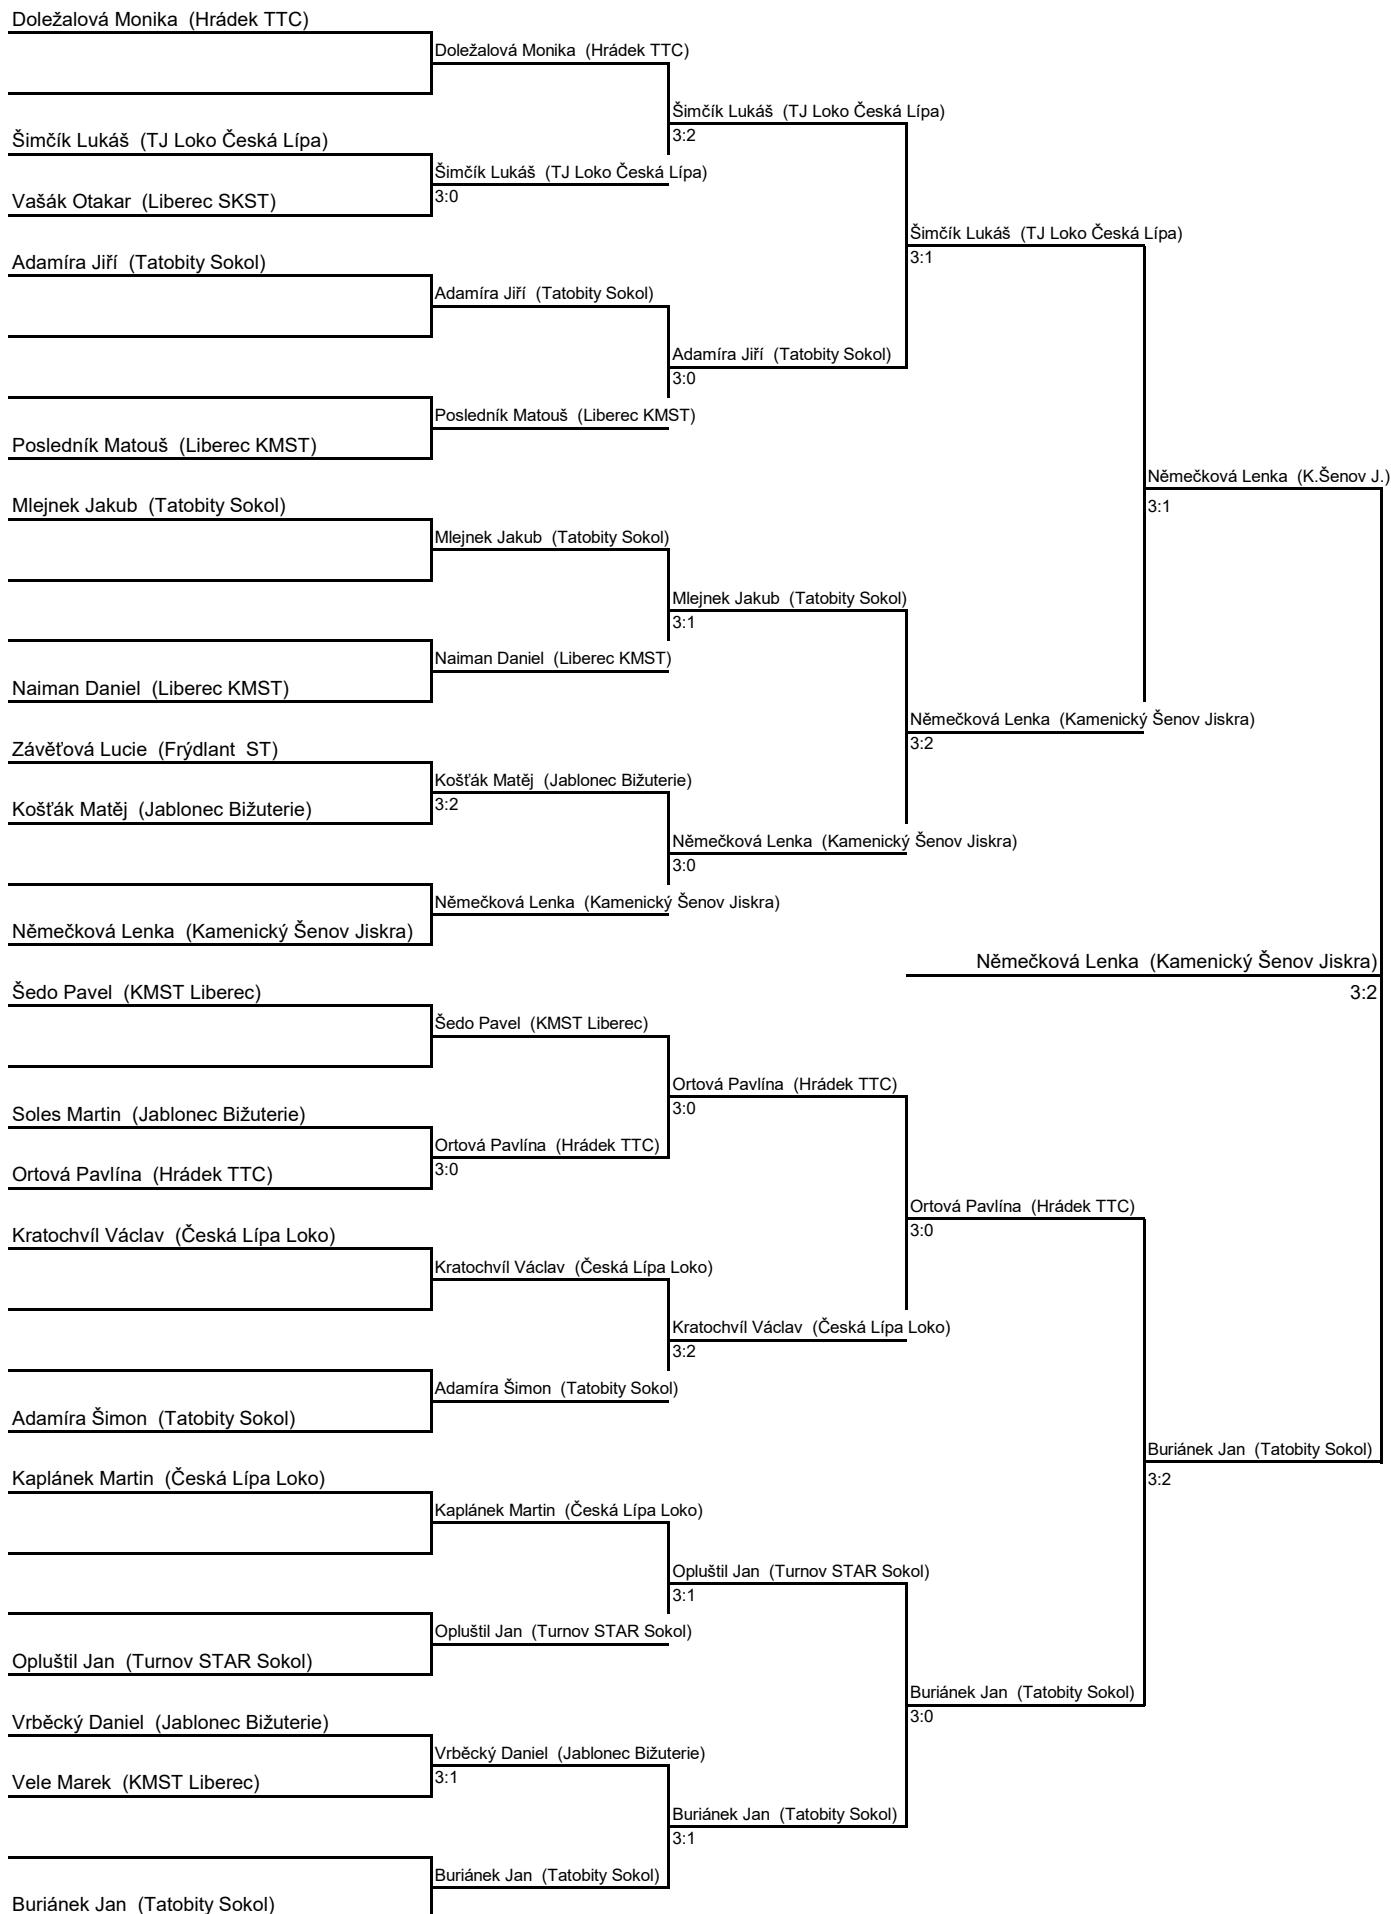 Doležalová Monika  (Hrádek TTC)
Doležalová Monika  (Hrádek TTC)
Šimčík Lukáš  (TJ Loko Česká Lípa)
3:2
Šimčík Lukáš  (TJ Loko Česká Lípa)
Šimčík Lukáš  (TJ Loko Česká Lípa)
3:0
Vašák Otakar  (Liberec SKST)
Šimčík Lukáš  (TJ Loko Česká Lípa)
3:1
Adamíra Jiří  (Tatobity Sokol)
Adamíra Jiří  (Tatobity Sokol)
Adamíra Jiří  (Tatobity Sokol)
3:0
Posledník Matouš  (Liberec KMST)
Posledník Matouš  (Liberec KMST)
Němečková Lenka  (K.Šenov J.)
3:1
Mlejnek Jakub  (Tatobity Sokol)
Mlejnek Jakub  (Tatobity Sokol)
Mlejnek Jakub  (Tatobity Sokol)
3:1
Naiman Daniel  (Liberec KMST)
Naiman Daniel  (Liberec KMST)
Němečková Lenka  (Kamenický Šenov Jiskra)
3:2
Závěťová Lucie  (Frýdlant  ST)
Košťák Matěj  (Jablonec Bižuterie)
3:2
Košťák Matěj  (Jablonec Bižuterie)
Němečková Lenka  (Kamenický Šenov Jiskra)
3:0
Němečková Lenka  (Kamenický Šenov Jiskra)
Němečková Lenka  (Kamenický Šenov Jiskra)
Němečková Lenka  (Kamenický Šenov Jiskra)
3:2
Šedo Pavel  (KMST Liberec)
Šedo Pavel  (KMST Liberec)
Ortová Pavlína  (Hrádek TTC)
3:0
Soles Martin  (Jablonec Bižuterie)
Ortová Pavlína  (Hrádek TTC)
3:0
Ortová Pavlína  (Hrádek TTC)
Ortová Pavlína  (Hrádek TTC)
3:0
Kratochvíl Václav  (Česká Lípa Loko)
Kratochvíl Václav  (Česká Lípa Loko)
Kratochvíl Václav  (Česká Lípa Loko)
3:2
Adamíra Šimon  (Tatobity Sokol)
Adamíra Šimon  (Tatobity Sokol)
Buriánek Jan  (Tatobity Sokol)
3:2
Kaplánek Martin  (Česká Lípa Loko)
Kaplánek Martin  (Česká Lípa Loko)
Opluštil Jan  (Turnov STAR Sokol)
3:1
Opluštil Jan  (Turnov STAR Sokol)
Opluštil Jan  (Turnov STAR Sokol)
Buriánek Jan  (Tatobity Sokol)
3:0
Vrběcký Daniel  (Jablonec Bižuterie)
Vrběcký Daniel  (Jablonec Bižuterie)
3:1
Vele Marek  (KMST Liberec)
Buriánek Jan  (Tatobity Sokol)
3:1
Buriánek Jan  (Tatobity Sokol)
Buriánek Jan  (Tatobity Sokol)